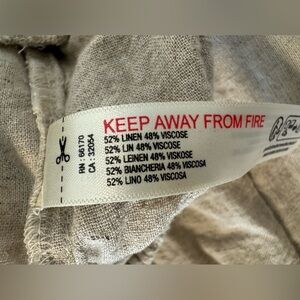 RN : 66170
CA : 32054
KEEP AWAY FROM FIRE
52% LINEN 48% VISCOSE
52% LIN 48% VISCOSE
52% LEINEN 48% VISKOSE
52% BIANCHERIA 48% VISCOSA
52% LINO 48% VISCOSA